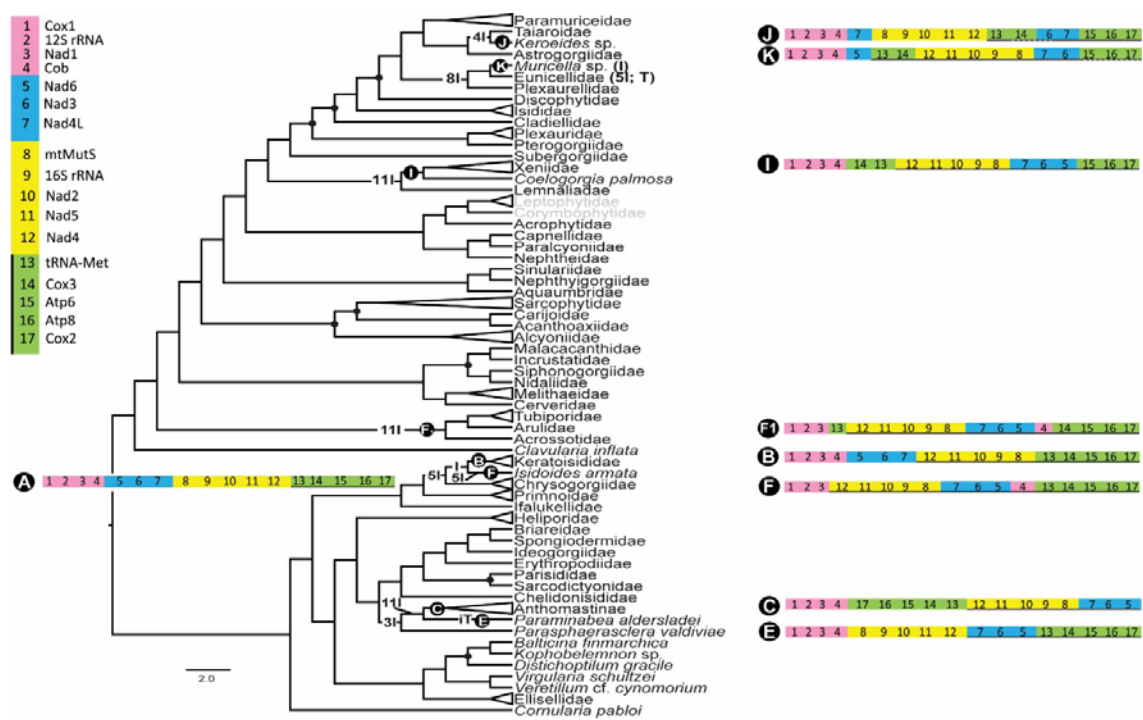 1 Cox1
2 12S rRNA
3 Nad1
4 Cob
5 Nad6
6 Nad3
7 Nad4L
8 mtMutS
9 16S rRNA
10 Nad2
11 Nad5
12 Nad4
13 tRNA-Met
14 Cox3
15 Atp6
16 Atp8
17 Cox2
Paramuriceidae
Taiaroidae
4I J Keroeides sp.
Astrogorgiidae
K Muricella sp. (I)
8I Eunicellidae (5I; T)
Plexaurellidae
Discophytidae
Isididae
Cladiellidae
Plexauridae
Pterogorgiidae
Subergorgiidae
11I I Xeniidae
Coelogorgia palmosa
Lemnaliadae
Leptophytidae
Corymbophytidae
Acrophytidae
Capnellidae
Paralcyoniidae
Nephtheidae
Sinulariidae
Nephthyigorgiidae
Aquaumbridae
Sarcophytidae
Carijoidae
Acanthoaxiidae
Alcyoniidae
Malacacanthidae
Incrustatidae
Siphonogorgiidae
Nidaliidae
Melithaeidae
Cerveridae
Tubiporidae
11I F Arulidae
Acrossotidae
Clavularia inflata
I B Keratoisididae
5I 5I F Isidoides armata
A 1 2 3 4 5 6 7 8 9 10 11 12 13 14 15 16 17
Chrysogorgiidae
Primnoidae
Ifalukellidae
Helioporidae
Briareidae
Spongiodermidae
Ideogorgiidae
Erythropodiidae
Parisididae
Sarcodictyonidae
Chelidonisididae
11I C Anthomastinae
iT E Paraminabea aldersladei
3I Parasphaerasclera valdiviae
Balticina finmarchica
Kophobelemnon sp.
Distichoptilum gracile
Virgularia schultzei
Veretillum cf. cynomorium
Ellisellidae
Cornularia pabloi
2.0
J 1 2 3 4 7 8 9 10 11 12 13 14 6 7 15 16 17
K 1 2 3 4 5 13 14 12 11 10 9 8 7 6 15 16 17
I 1 2 3 4 14 13 12 11 10 9 8 7 6 5 15 16 17
F1 1 2 3 13 12 11 10 9 8 7 6 5 4 14 15 16 17
B 1 2 3 4 5 6 7 12 11 10 9 8 13 14 15 16 17
F 1 2 3 12 11 10 9 8 7 6 5 4 13 14 15 16 17
C 1 2 3 4 17 16 15 14 13 12 11 10 9 8 7 6 5
E 1 2 3 4 8 9 10 11 12 7 6 5 13 14 15 16 17